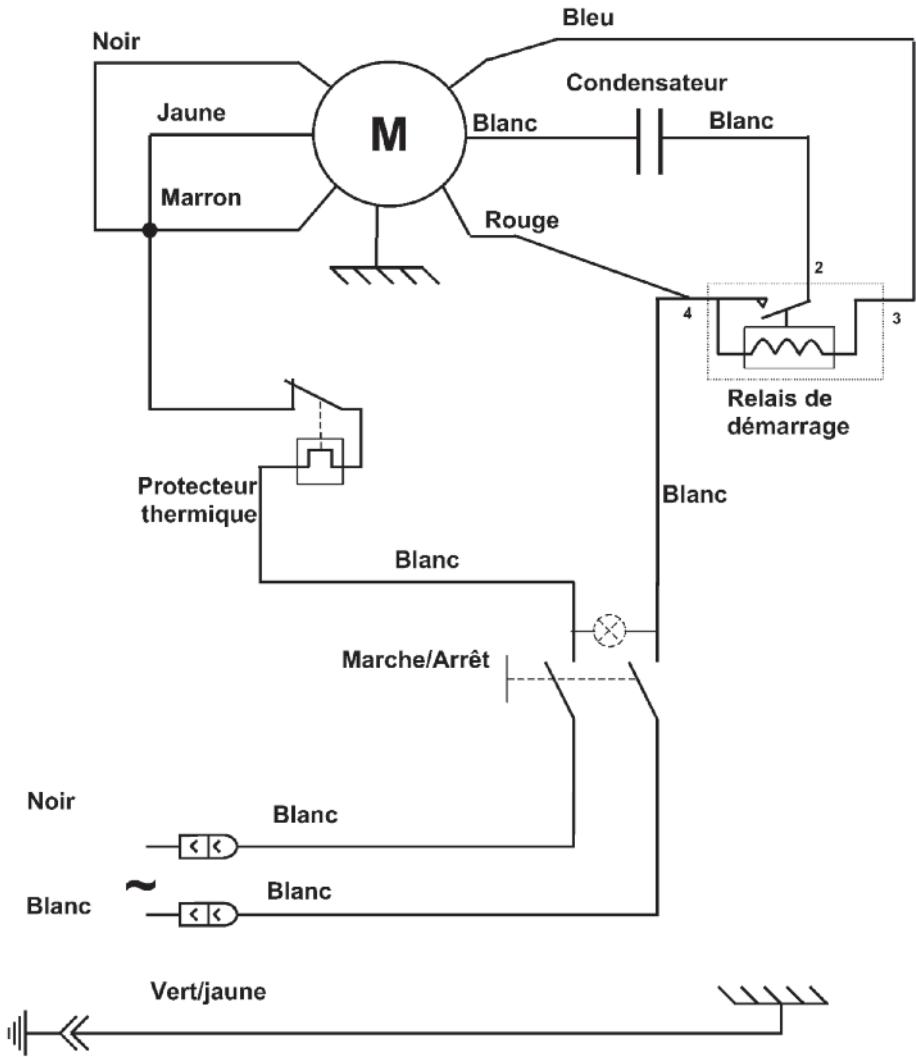 Bleu
Noir
Condensateur
Jaune
M
Blanc
Blanc
Marron
Rouge
2
4
3
Relais de
démarrage
Protecteur
thermique
Blanc
Blanc
Marche/Arrêt
Noir
Blanc
~
Blanc
Blanc
Vert/jaune